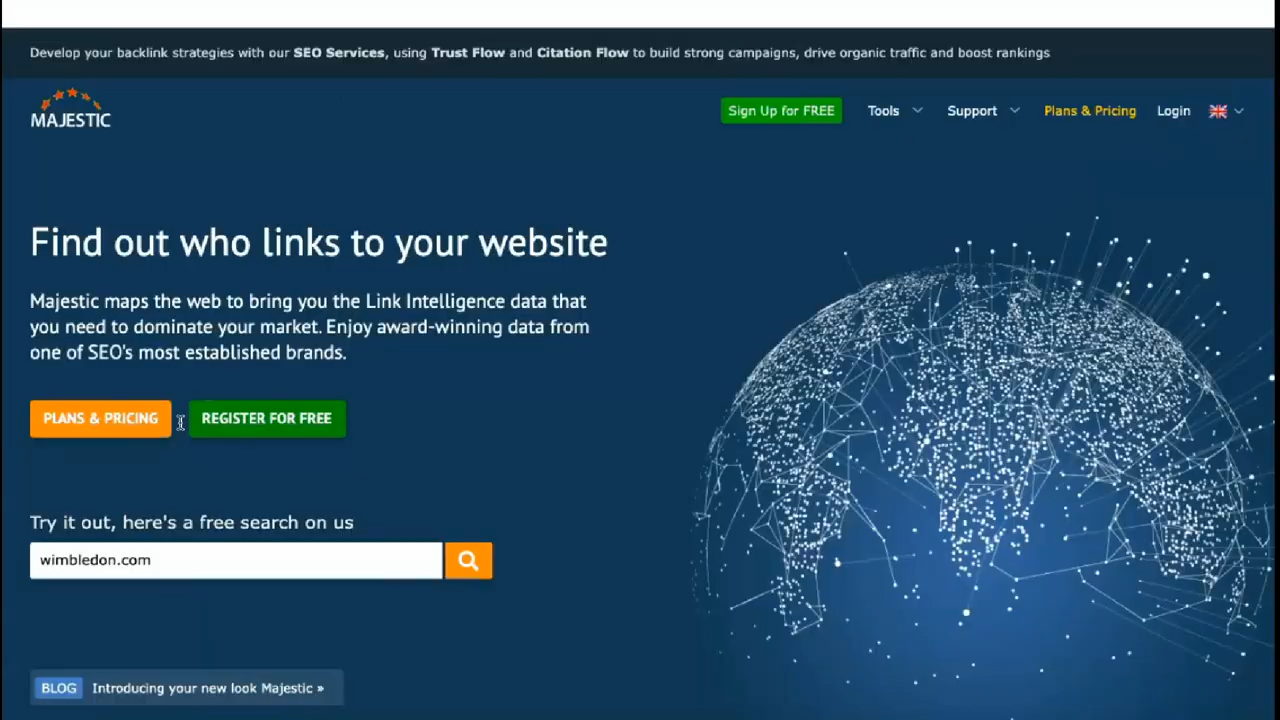 Develop your backlink strategies with our SEO Services, using Trust Flow and Citation Flow to build strong campaigns, drive organic traffic and boost rankings
MAJESTIC
Sign Up for FREE
Tools
Support
Plans & Pricing
Login
Find out who links to your website
Majestic maps the web to bring you the Link Intelligence data that
you need to dominate your market. Enjoy award-winning data from
one of SEO's most established brands.
PLANS & PRICING
REGISTER FOR FREE
Try it out, here's a free search on us
wimbledon.com
BLOG Introducing your new look Majestic »